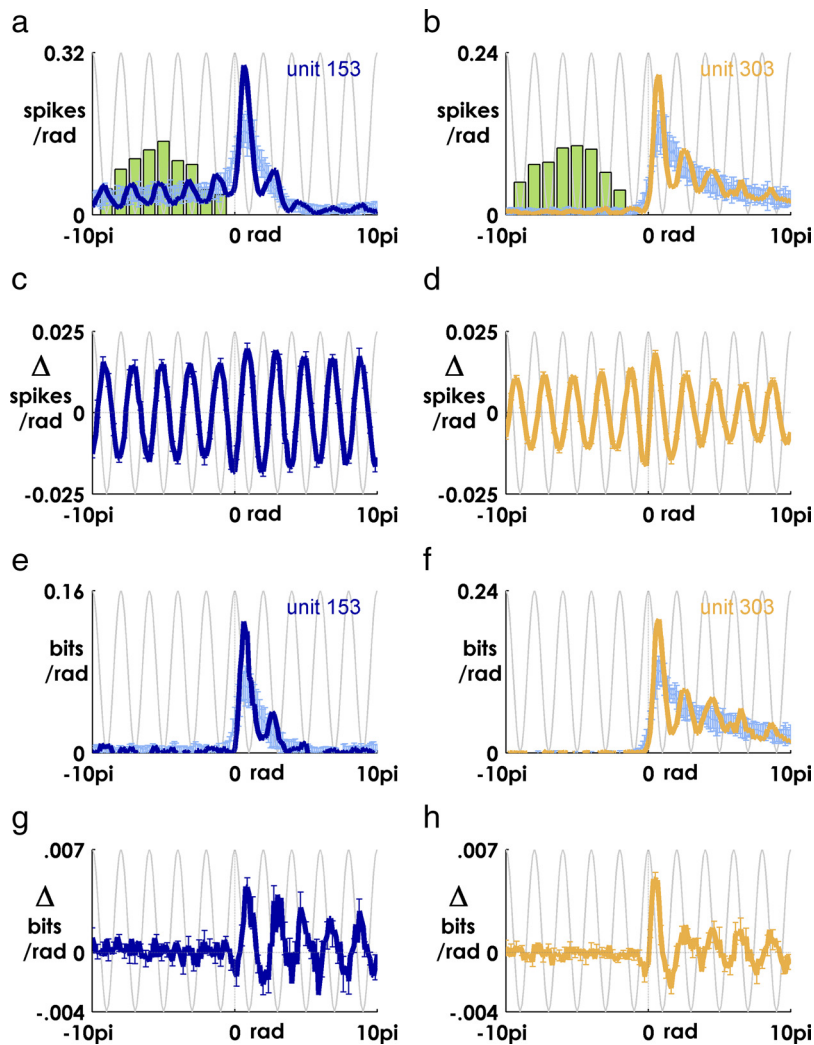 a
0.32
unit 153
spikes
/rad
0
-10pi 0 rad 10pi
b
0.24
unit 303
spikes
/rad
0
-10pi 0 rad 10pi
c
0.025
Δ
spikes
/rad
0
-0.025
-10pi 0 rad 10pi
d
0.025
Δ
spikes
/rad
0
-0.025
-10pi 0 rad 10pi
e
0.16
unit 153
bits
/rad
0
-10pi 0 rad 10pi
f
0.24
unit 303
bits
/rad
0
-10pi 0 rad 10pi
g
.007
Δ
bits
/rad
0
-.004
-10pi 0 rad 10pi
h
.007
Δ
bits
/rad
0
-.004
-10pi 0 rad 10pi